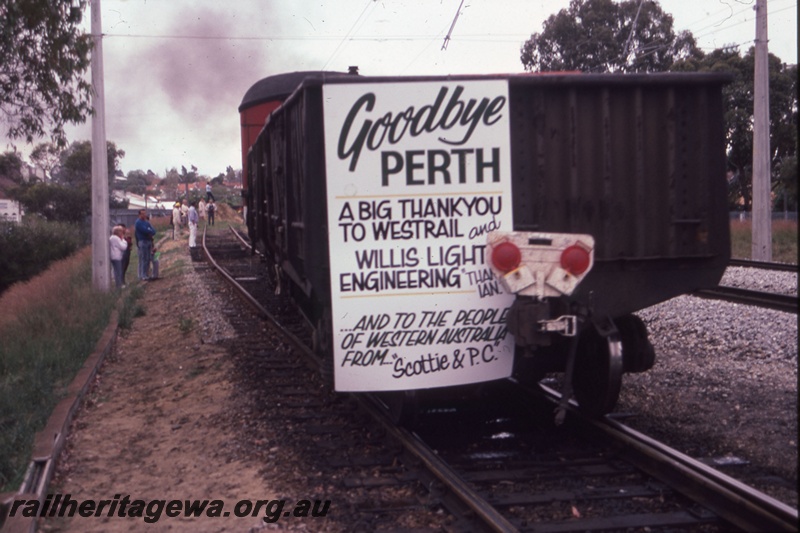 Goodbye
PERTH
A BIG THANKYOU
TO WESTRAIL and
WILLIS LIGHT
ENGINEERING "THANKS
IAN"
...AND TO THE PEOPLE
OF WESTERN AUSTRALIA
FROM... "SCOTTIE & P.C."
railheritagewa.org.au